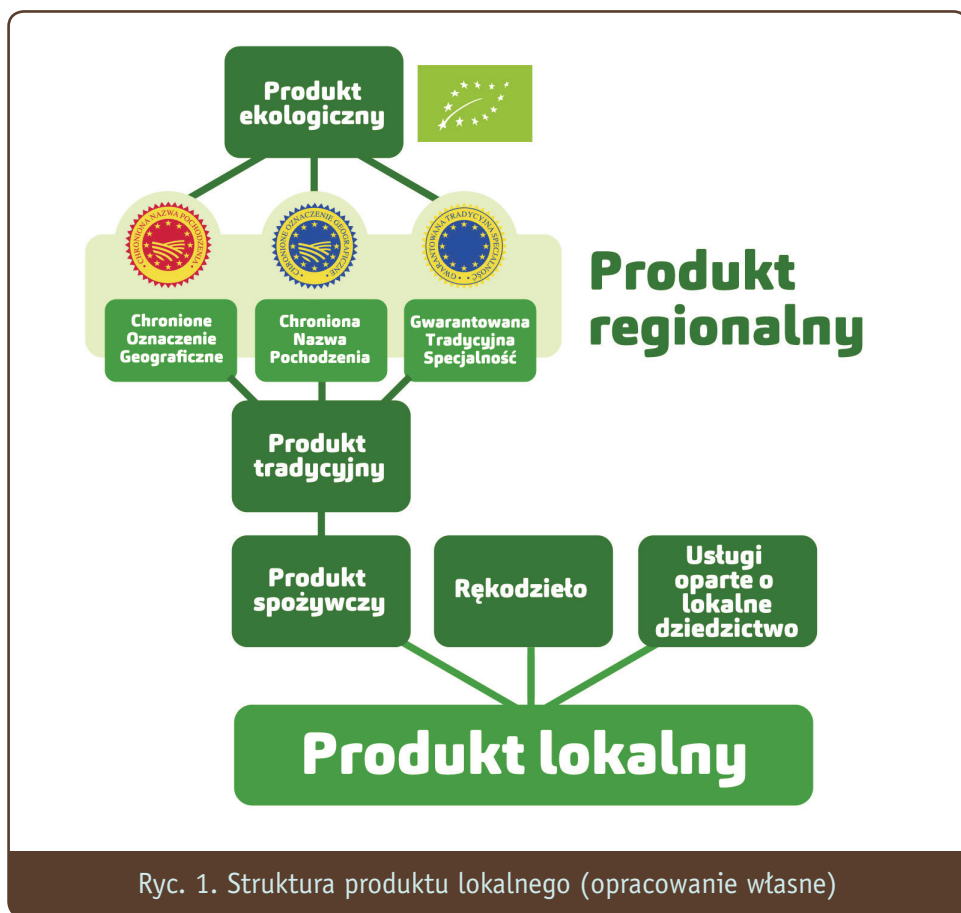 Produkt
ekologiczny
• CHRONIONA NAZWA POCHODZENIA •
• CHRONIONE OZNACZENIE GEOGRAFICZNE •
GWARANTOWANA TRADYCYJNA SPECJALNOŚĆ
Produkt
regionalny
Chronione
Oznaczenie
Geograficzne
Chroniona
Nazwa
Pochodzenia
Gwarantowana
Tradycyjna
Specjalność
Produkt
tradycyjny
Produkt
spożywczy
Rękodzieło
Usługi
oparte o
lokalne
dziedzictwo
Produkt lokalny
Ryc. 1. Struktura produktu lokalnego (opracowanie własne)